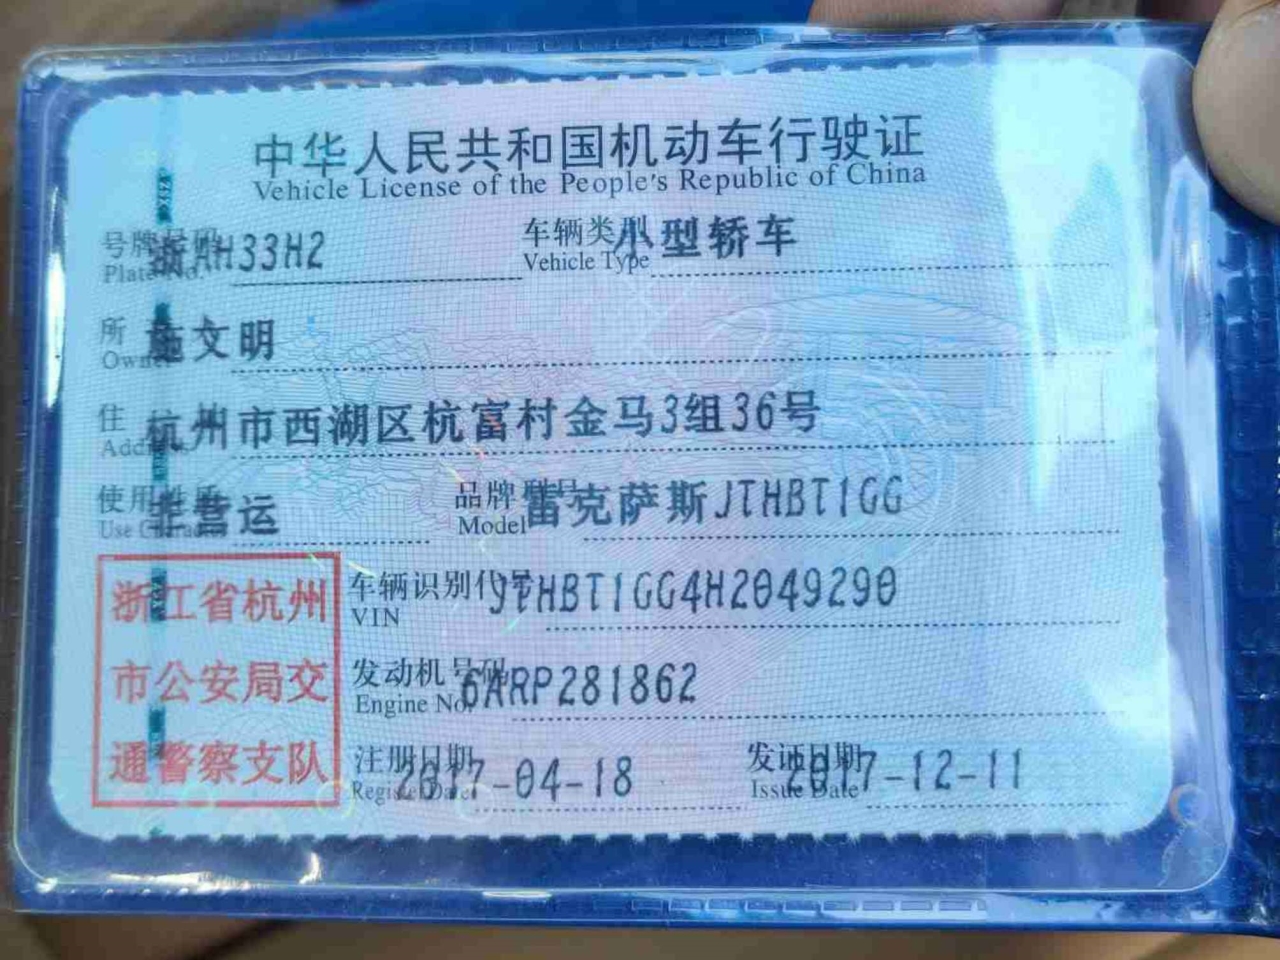 中华人民共和国机动车行驶证
Vehicle License of the People's Republic of China
号牌号码 浙AH33H2 车辆类型 小型轿车
Plate No. Vehicle Type
所 施文明
Owner
住 址 杭州市西湖区杭富村金马3组36号
Address
使用性质 非营运 品牌型号 雷克萨斯JTHBT1GG
Use Character Model
浙江省杭州
市公安局交
通警察支队
车辆识别代号 JTHBT1GG4H2049290
VIN
发动机号码 6ARP281862
Engine No.
注册日期 2017-04-18 发证日期 2017-12-11
Register Date Issue Date